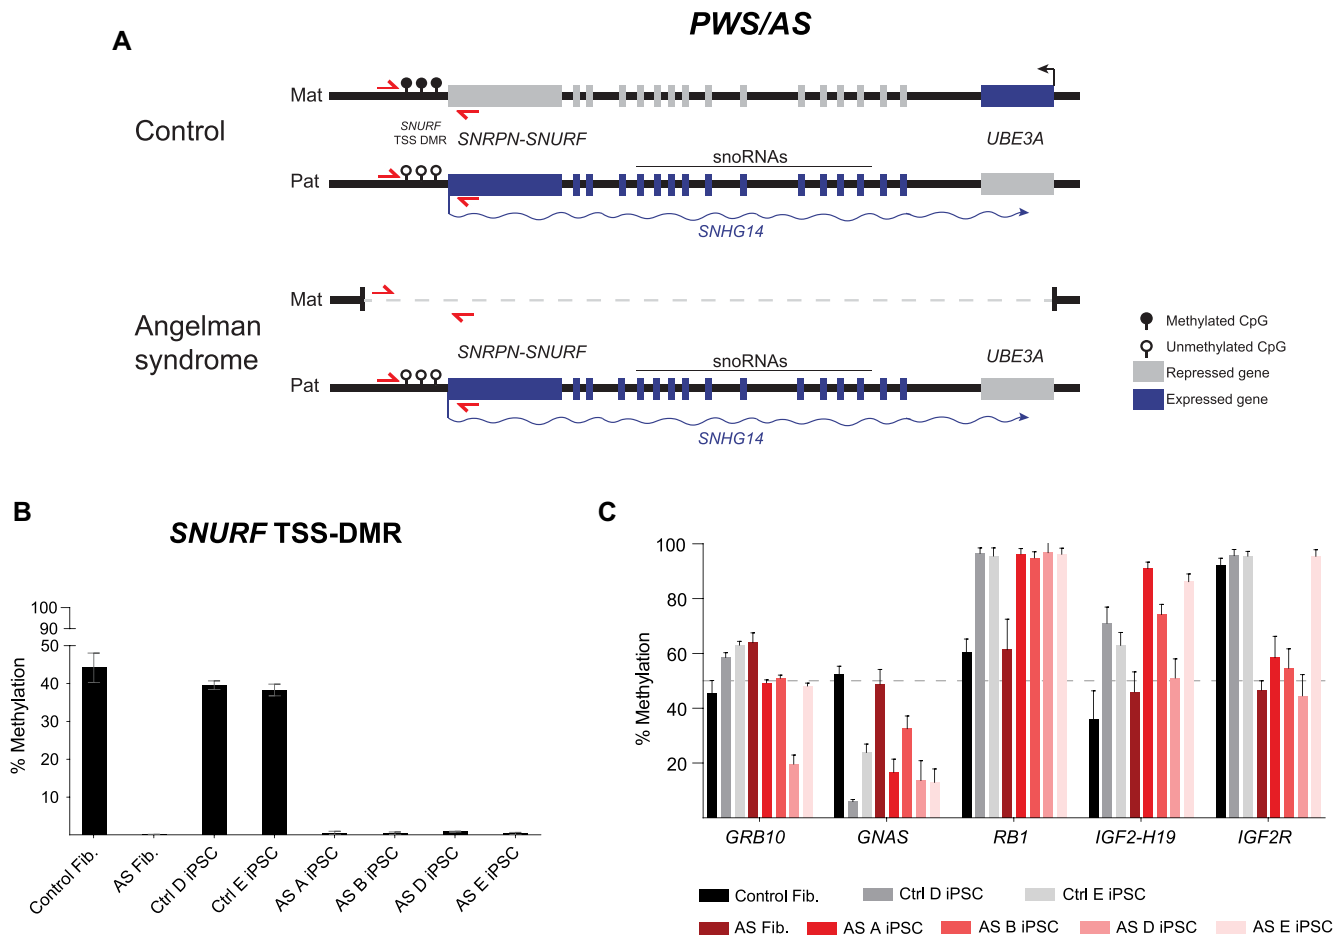 PWS/AS
A
Control
Mat
SNURF
TSS DMR
SNRPN-SNURF
UBE3A
snoRNAs
Pat
SNHG14
Angelman
syndrome
Mat
SNRPN-SNURF
snoRNAs
UBE3A
Pat
SNHG14
Methylated CpG
Unmethylated CpG
Repressed gene
Expressed gene
B
SNURF TSS-DMR
% Methylation
100
90
50
40
30
20
10
Control Fib.
AS Fib.
Ctrl D iPSC
Ctrl E iPSC
AS A iPSC
AS B iPSC
AS D iPSC
AS E iPSC
C
% Methylation
100
80
60
40
20
GRB10
GNAS
RB1
IGF2-H19
IGF2R
Control Fib.
Ctrl D iPSC
Ctrl E iPSC
AS Fib.
AS A iPSC
AS B iPSC
AS D iPSC
AS E iPSC